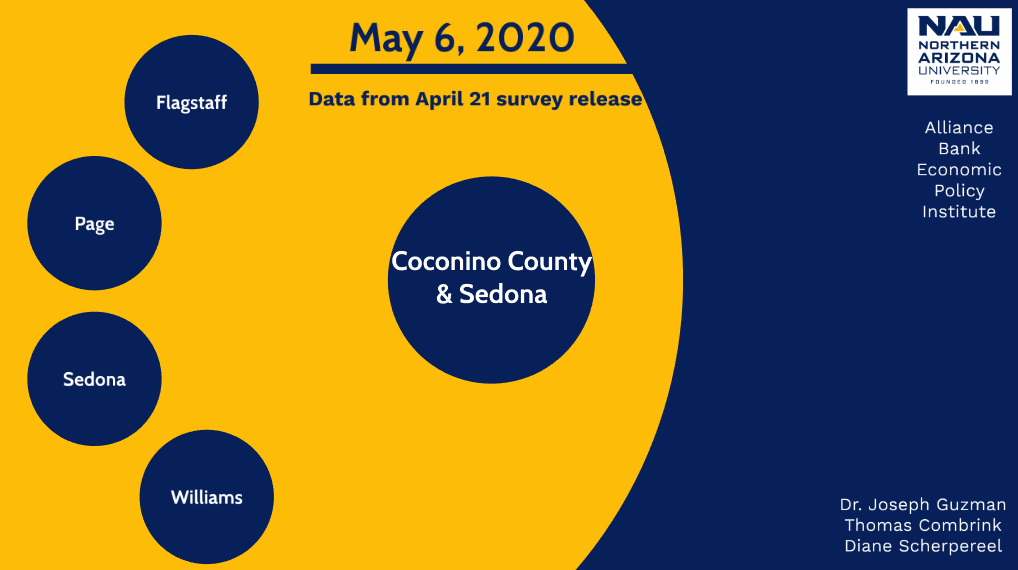 May 6, 2020
Data from April 21 survey release
Flagstaff
Page
Sedona
Williams
Coconino County
& Sedona
NAU
NORTHERN
ARIZONA
UNIVERSITY
FOUNDED 1899
Alliance
Bank
Economic
Policy
Institute
Dr. Joseph Guzman
Thomas Combrink
Diane Scherpereel